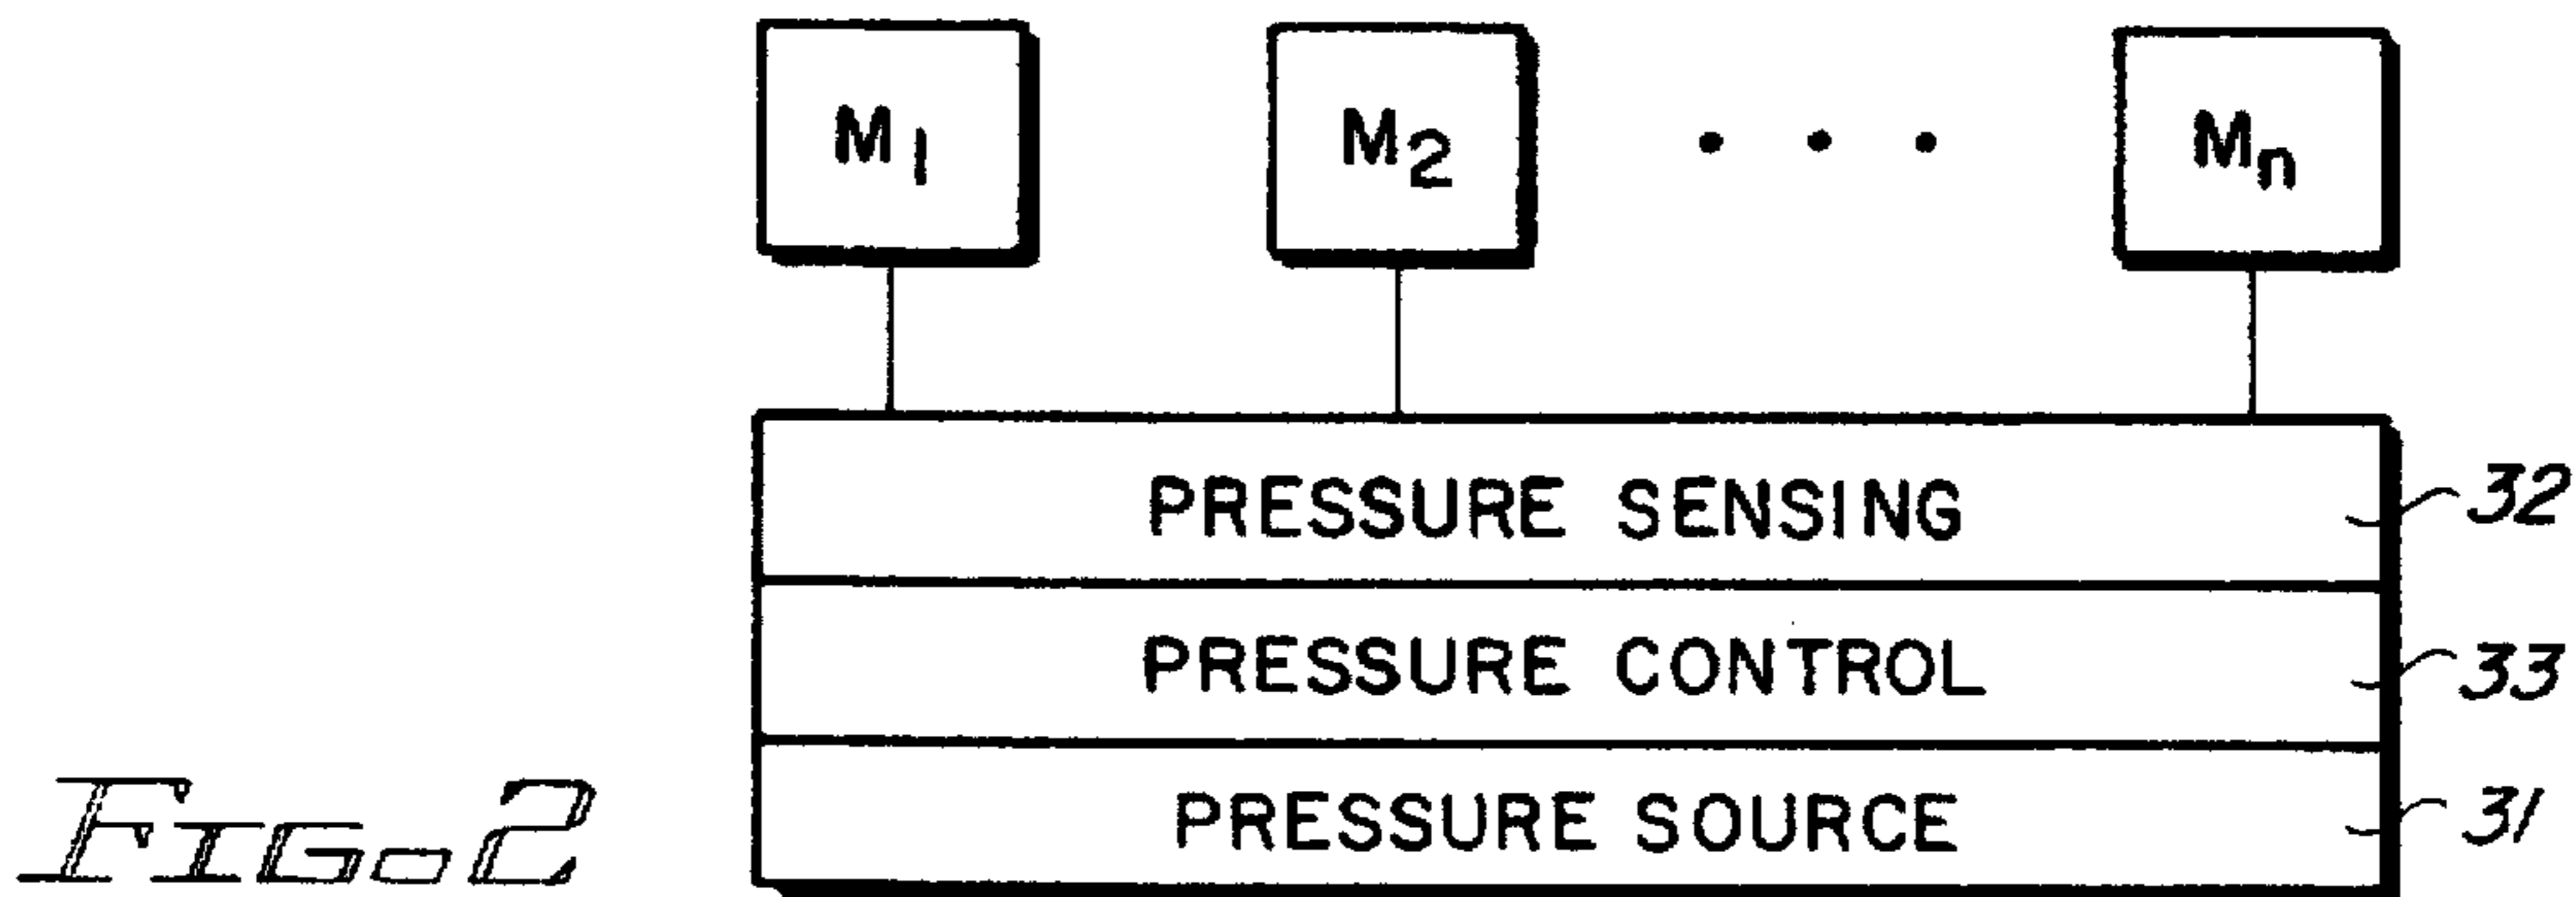 M1 M2 . . . Mn
PRESSURE SENSING 32
PRESSURE CONTROL 33
PRESSURE SOURCE 31
FIG. 2